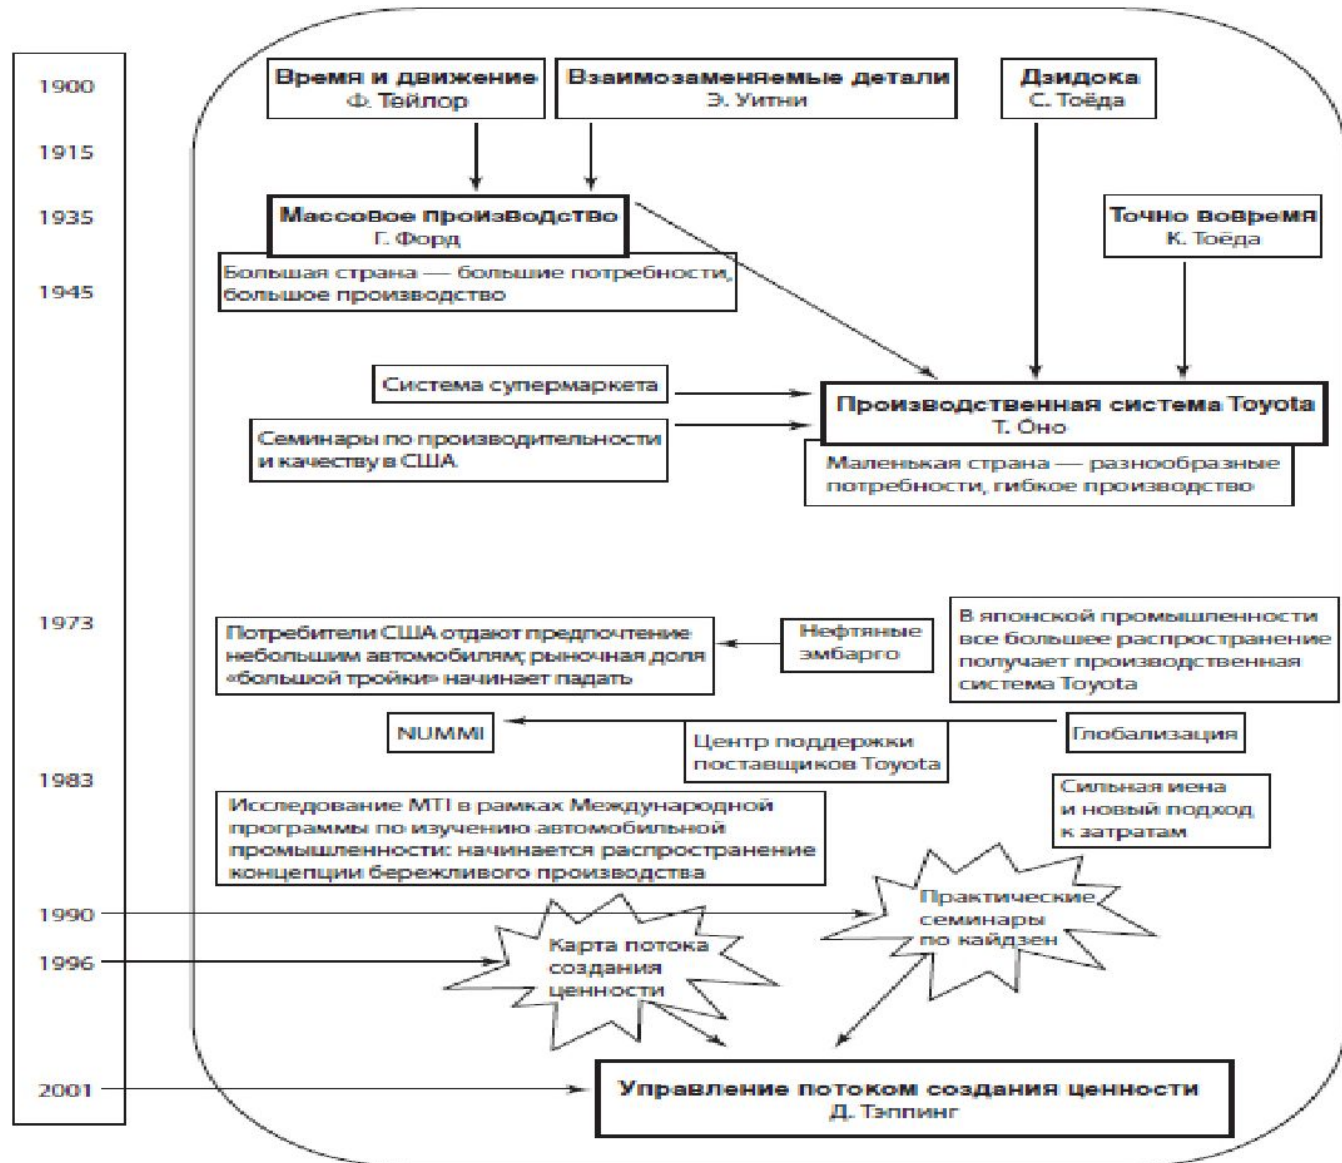 1900
Время и движение
Ф. Тейлор
Взаимозаменяемые детали
Э. Уитни
Дзидока
С. Тоёда
1915
1935
Массовое производство
Г. Форд
Точно вовремя
К. Тоёда
Большая страна — большие потребности,
большое производство
1945
Система супермаркета
Производственная система Toyota
Т. Оно
Семинары по производительности
и качеству в США
Маленькая страна — разнообразные
потребности, гибкое производство
1973
Потребители США отдают предпочтение
небольшим автомобилям; рыночная доля
«большой тройки» начинает падать
Нефтяные
эмбарго
В японской промышленности
все большее распространение
получает производственная
система Toyota
NUMMI
Центр поддержки
поставщиков Toyota
Глобализация
1983
Сильная иена
и новый подход
к затратам
Исследование MTI в рамках Международной
программы по изучению автомобильной
промышленности: начинается распространение
концепции бережливого производства
1990
Практические
семинары
по кайдзен
1996
Карта потока
создания
ценности
2001
Управление потоком создания ценности
Д. Тэппинг